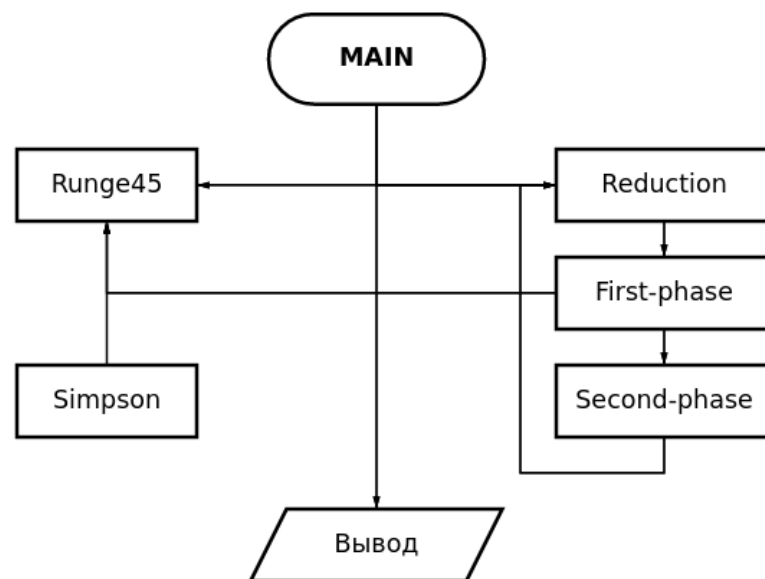 MAIN
Runge45
Reduction
First-phase
Simpson
Second-phase
Вывод